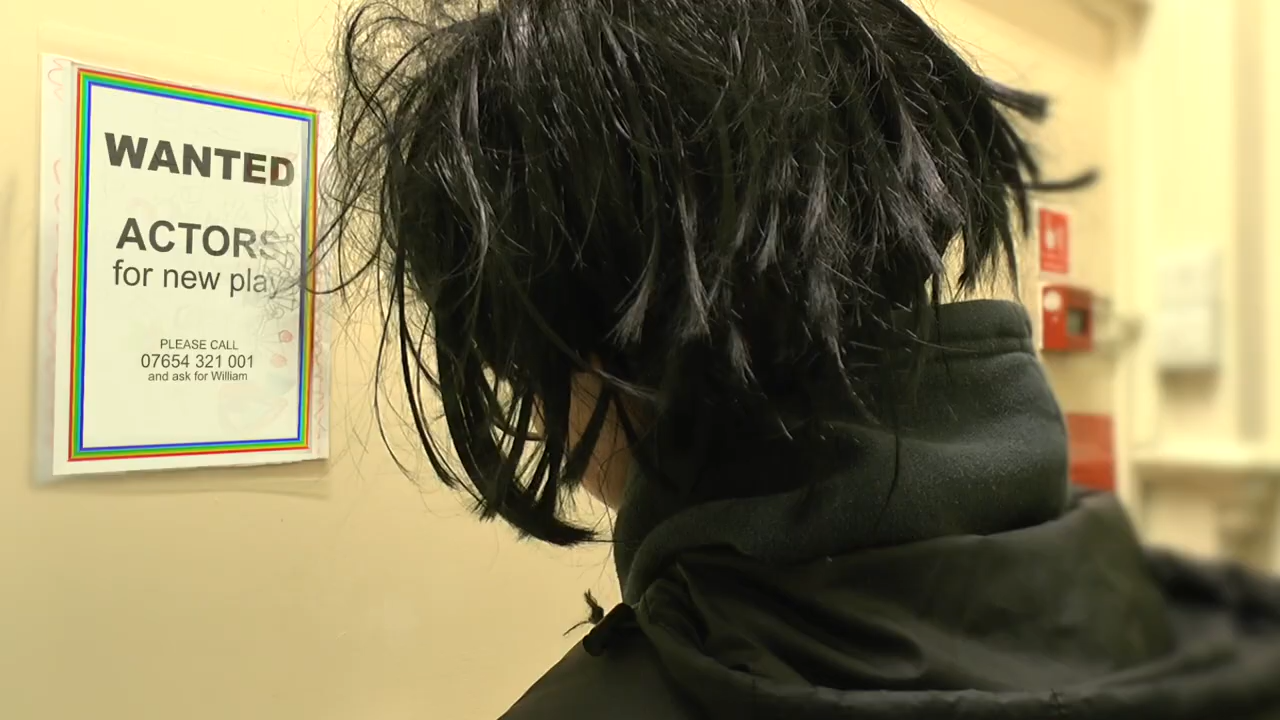 WANTED
ACTORS
for new play
PLEASE CALL
07654 321 001
and ask for William